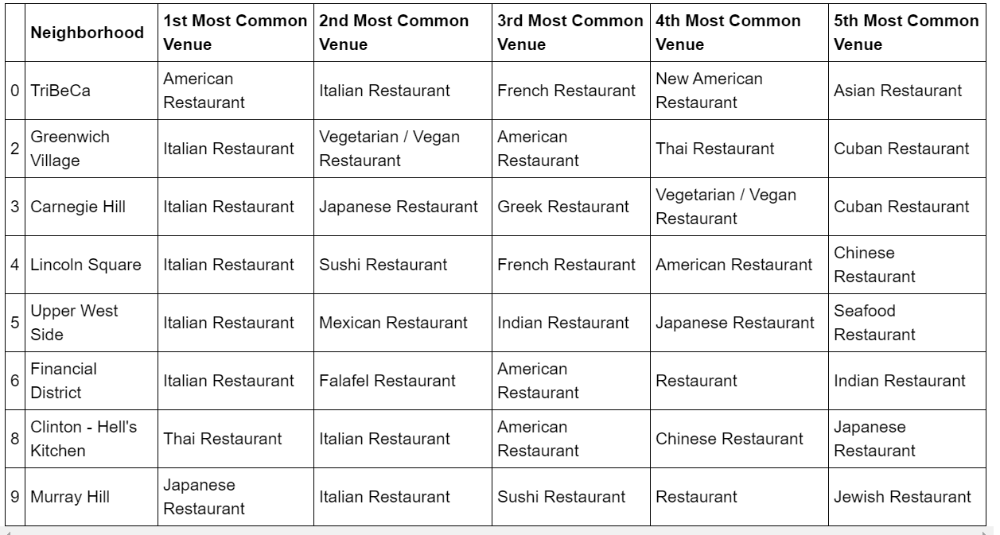 Neighborhood 1st Most Common Venue 2nd Most Common Venue 3rd Most Common Venue 4th Most Common Venue 5th Most Common Venue
0 TriBeCa American Restaurant Italian Restaurant French Restaurant New American Restaurant Asian Restaurant
2 Greenwich Village Italian Restaurant Vegetarian / Vegan Restaurant American Restaurant Thai Restaurant Cuban Restaurant
3 Carnegie Hill Italian Restaurant Japanese Restaurant Greek Restaurant Vegetarian / Vegan Restaurant Cuban Restaurant
4 Lincoln Square Italian Restaurant Sushi Restaurant French Restaurant American Restaurant Chinese Restaurant
5 Upper West Side Italian Restaurant Mexican Restaurant Indian Restaurant Japanese Restaurant Seafood Restaurant
6 Financial District Italian Restaurant Falafel Restaurant American Restaurant Restaurant Indian Restaurant
8 Clinton - Hell's Kitchen Thai Restaurant Italian Restaurant American Restaurant Chinese Restaurant Japanese Restaurant
9 Murray Hill Japanese Restaurant Italian Restaurant Sushi Restaurant Restaurant Jewish Restaurant